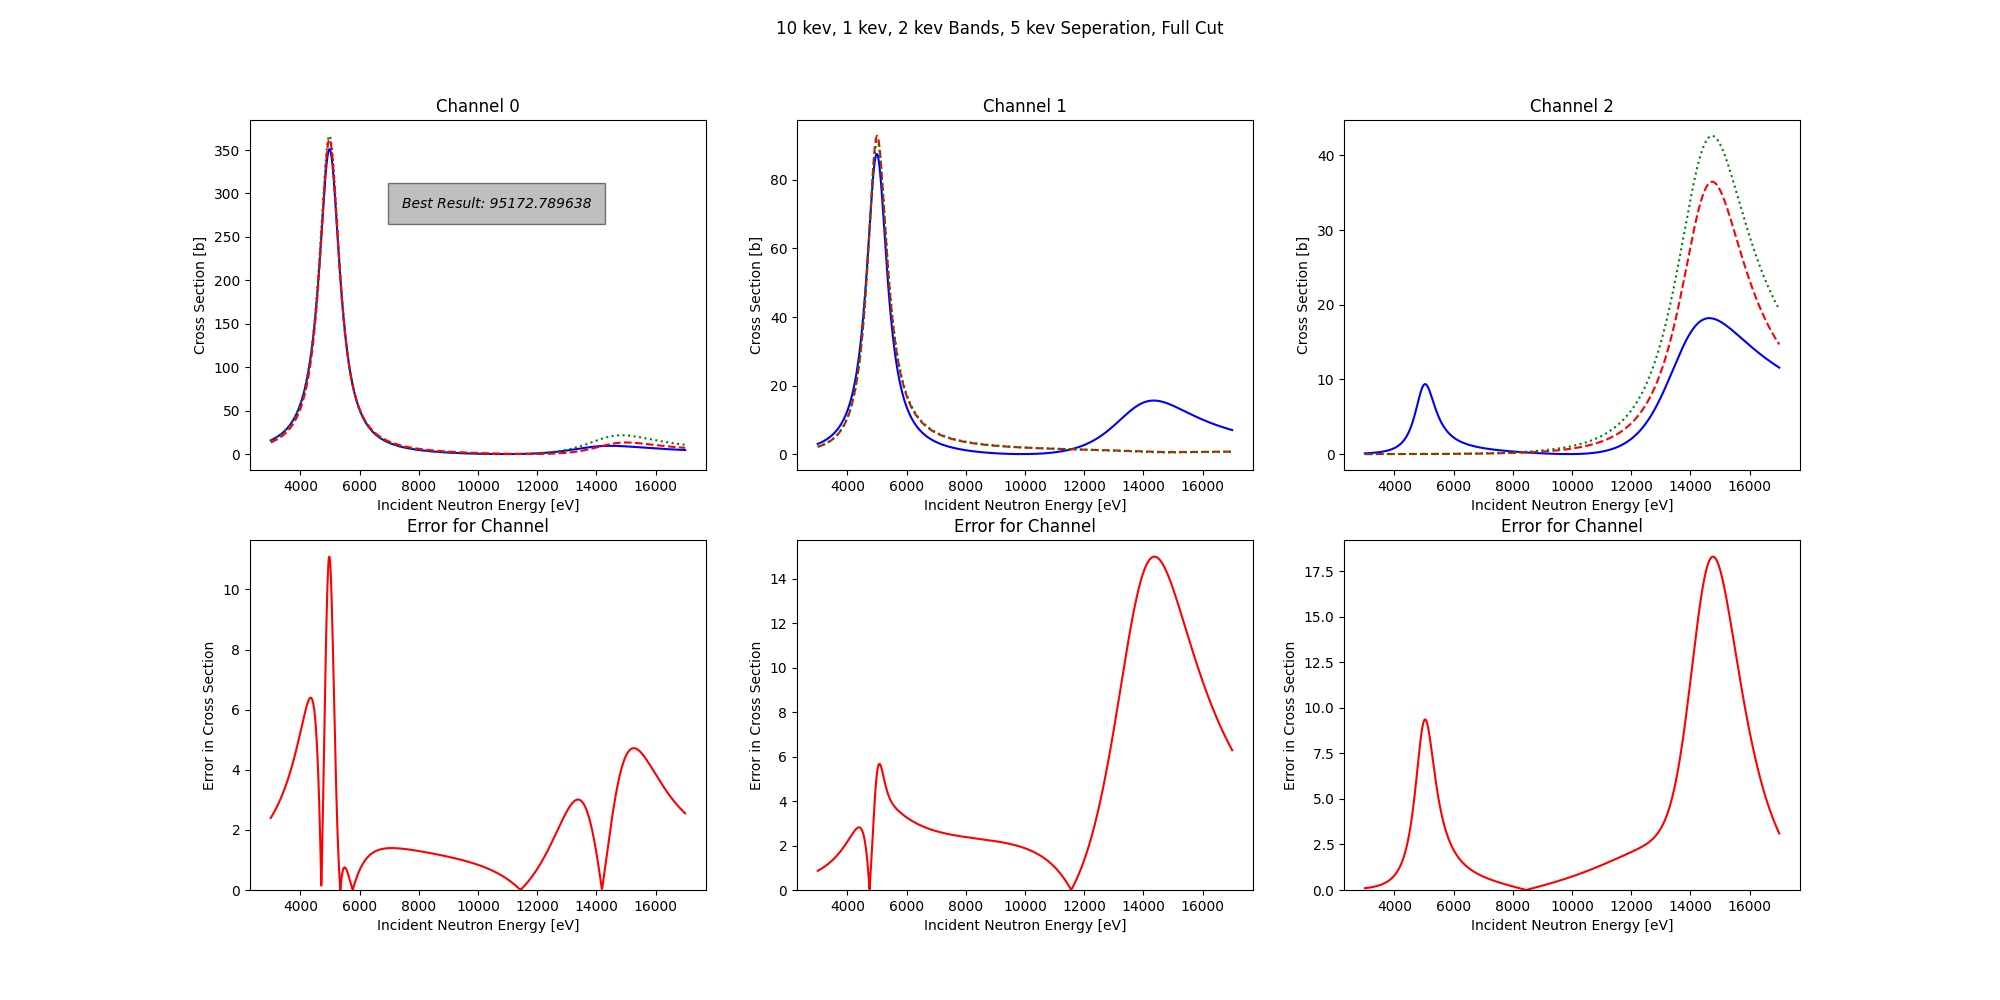 10 kev, 1 kev, 2 kev Bands, 5 kev Seperation, Full Cut
Channel 0
Cross Section [b]
350
300
250
200
150
100
50
0
Best Result: 95172.789638
4000 6000 8000 10000 12000 14000 16000
Incident Neutron Energy [eV]
Channel 1
Cross Section [b]
80
60
40
20
0
4000 6000 8000 10000 12000 14000 16000
Incident Neutron Energy [eV]
Channel 2
Cross Section [b]
40
30
20
10
0
4000 6000 8000 10000 12000 14000 16000
Incident Neutron Energy [eV]
Error for Channel
Error in Cross Section
10
8
6
4
2
0
4000 6000 8000 10000 12000 14000 16000
Incident Neutron Energy [eV]
Error for Channel
Error in Cross Section
14
12
10
8
6
4
2
0
4000 6000 8000 10000 12000 14000 16000
Incident Neutron Energy [eV]
Error for Channel
Error in Cross Section
17.5
15.0
12.5
10.0
7.5
5.0
2.5
0.0
4000 6000 8000 10000 12000 14000 16000
Incident Neutron Energy [eV]